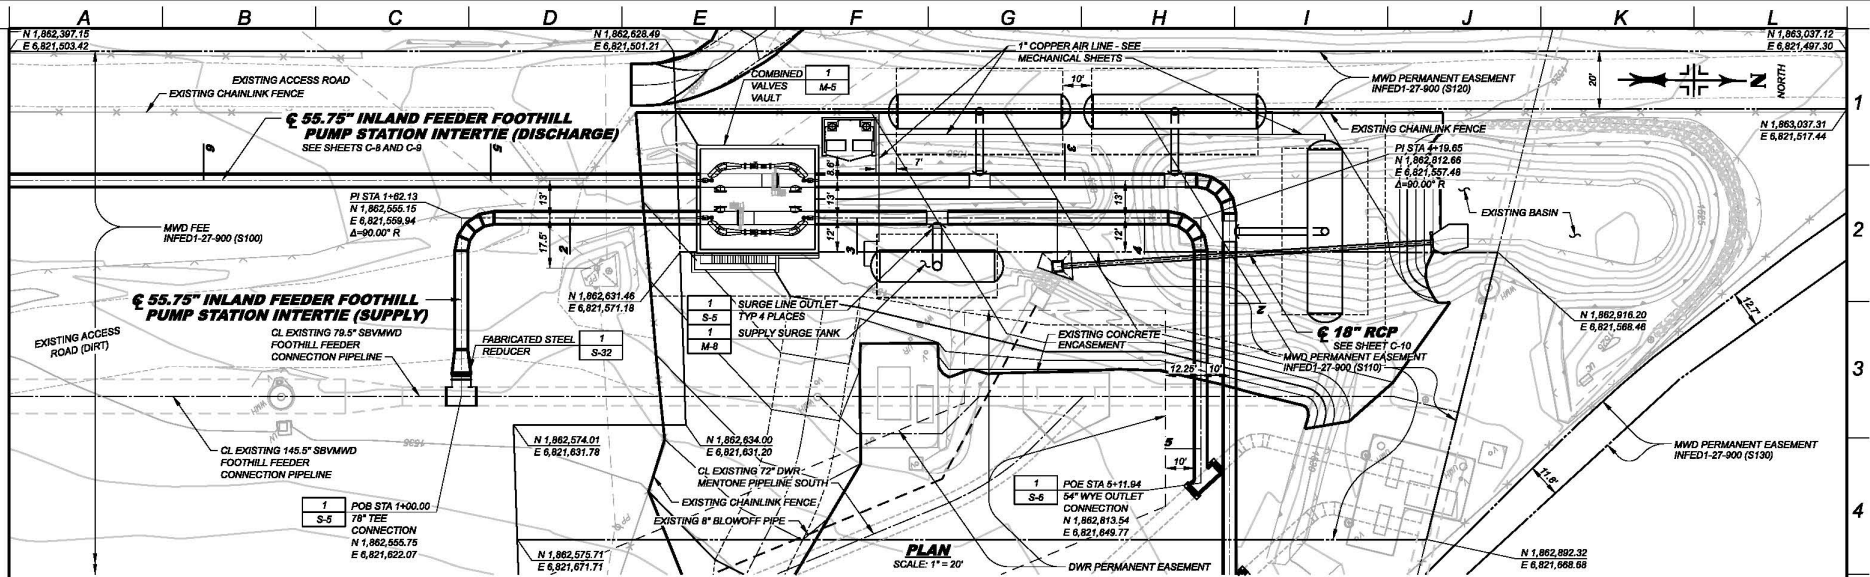 A B C D E F G H I J K L
N 1,862,397.15
E 6,821,503.42
N 1,862,628.49
E 6,821,501.21
N 1,863,037.12
E 6,821,497.30
1" COPPER AIR LINE - SEE
MECHANICAL SHEETS
EXISTING ACCESS ROAD
EXISTING CHAINLINK FENCE
COMBINED
VALVES
VAULT
1
M-5
10'
MWD PERMANENT EASEMENT
INFED1-27-900 (S120)
20'
N
NORTH
1
℄ 55.75" INLAND FEEDER FOOTHILL
PUMP STATION INTERTIE (DISCHARGE)
SEE SHEETS C-8 AND C-9
EXISTING CHAINLINK FENCE
N 1,863,037.31
E 6,821,517.44
6
5
3
8.6'
7'
PI STA 4+19.65
N 1,862,812.66
E 6,821,557.48
Δ=90.00° R
PI STA 1+62.13
N 1,862,555.15
E 6,821,559.94
Δ=90.00° R
13'
13'
13'
EXISTING BASIN
MWD FEE
INFED1-27-900 (S100)
17.5'
2
12'
3
12'
4
2
℄ 55.75" INLAND FEEDER FOOTHILL
PUMP STATION INTERTIE (SUPPLY)
N 1,862,631.46
E 6,821,571.18
1
S-5
SURGE LINE OUTLET
TYP 4 PLACES
1
M-8
SUPPLY SURGE TANK
2
12.7'
N 1,862,916.20
E 6,821,568.46
EXISTING ACCESS
ROAD (DIRT)
CL EXISTING 79.5" SBVMWD
FOOTHILL FEEDER
CONNECTION PIPELINE
FABRICATED STEEL
REDUCER
1
S-32
EXISTING CONCRETE
ENCASEMENT
℄ 18" RCP
SEE SHEET C-10
MWD PERMANENT EASEMENT
INFED1-27-900 (S110)
12.25'
10'
3
CL EXISTING 145.5" SBVMWD
FOOTHILL FEEDER
CONNECTION PIPELINE
1535
N 1,862,574.01
E 6,821,631.78
N 1,862,634.00
E 6,821,631.20
5
10'
MWD PERMANENT EASEMENT
INFED1-27-900 (S130)
11.6'
CL EXISTING 72" DWR
MENTONE PIPELINE SOUTH
EXISTING CHAINLINK FENCE
EXISTING 8" BLOWOFF PIPE
1
S-5
POB STA 1+00.00
78" TEE
CONNECTION
N 1,862,555.75
E 6,821,622.07
1
S-6
POE STA 5+11.94
54" WYE OUTLET
CONNECTION
N 1,862,813.54
E 6,821,649.77
4
N 1,862,575.71
E 6,821,671.71
PLAN
SCALE: 1" = 20'
DWR PERMANENT EASEMENT
N 1,862,892.32
E 6,821,668.68